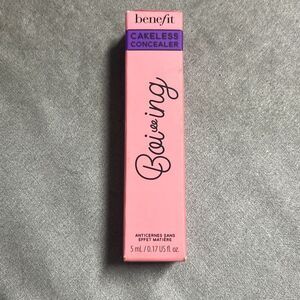 benefit
CAKELESS
CONCEALER
Boi-ing
ANTICERNES SANS
EFFET MATIÈRE
5 mL / 0.17 US fl. oz.